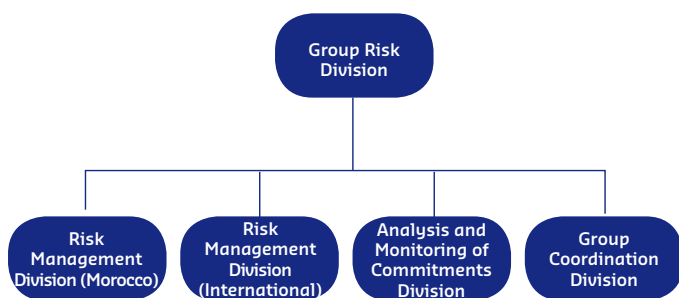 Group Risk
Division
Risk
Management
Division (Morocco)
Risk
Management
Division
(International)
Analysis and
Monitoring of
Commitments
Division
Group
Coordination
Division